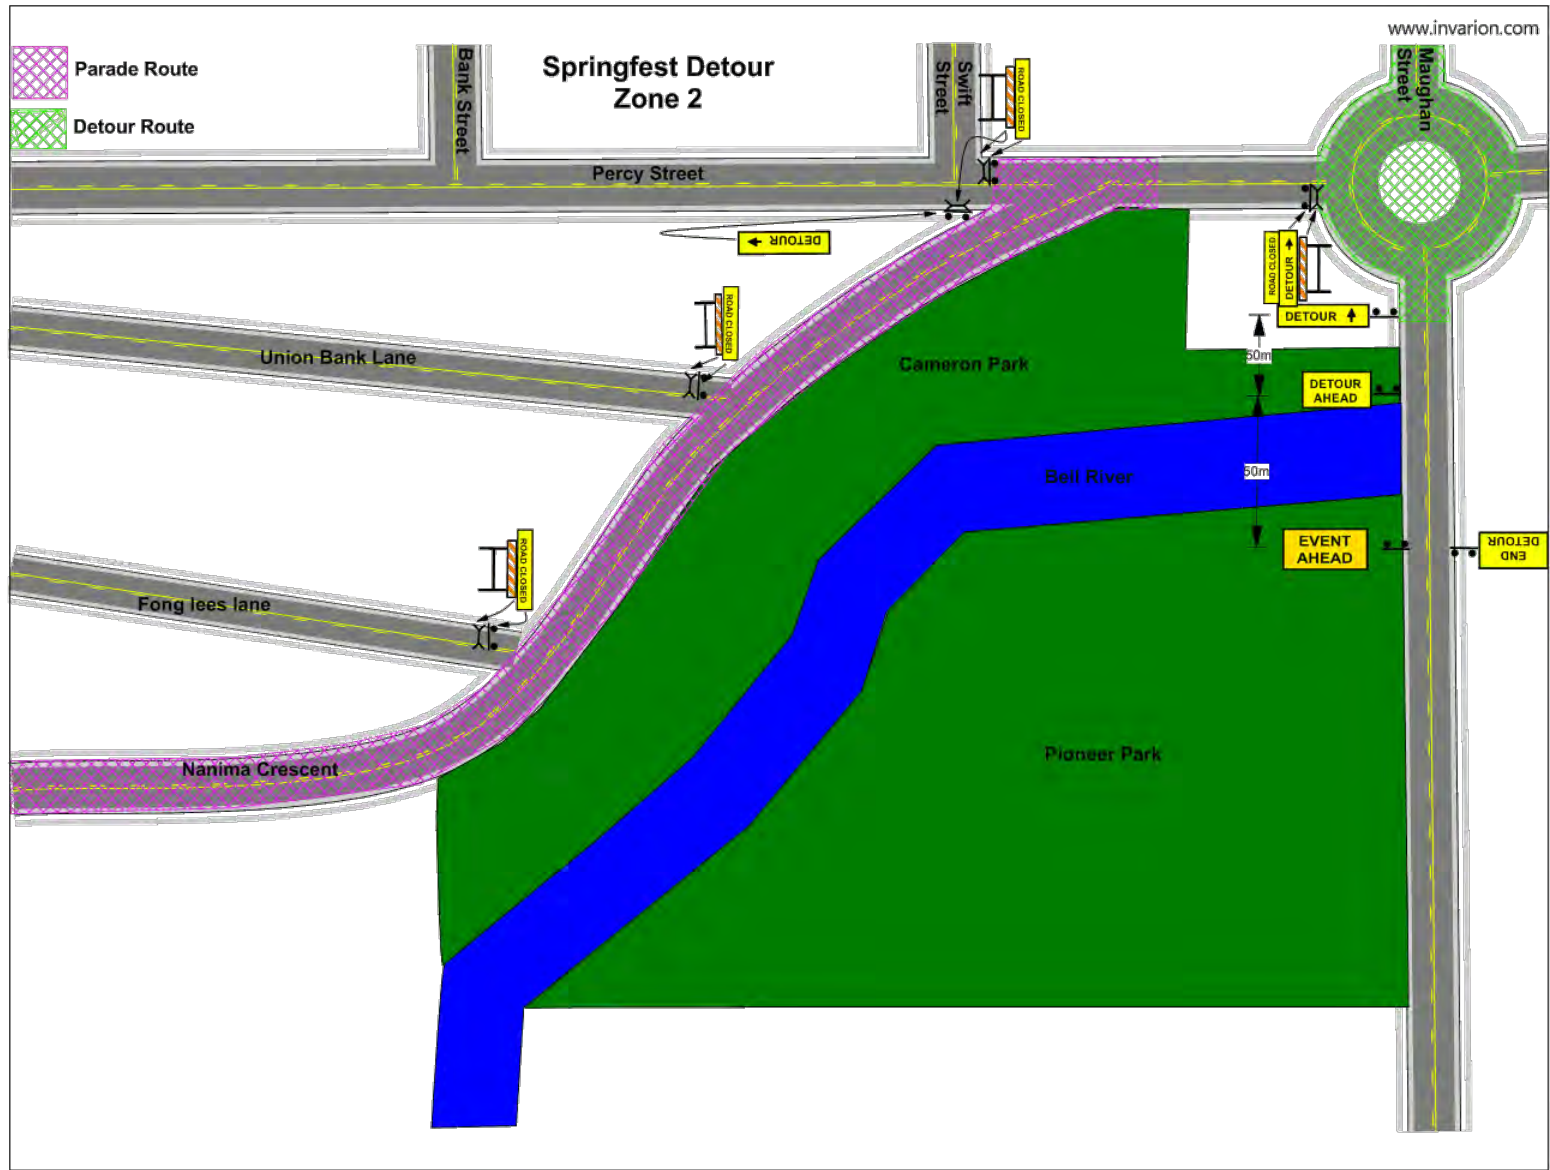 www.invarion.com
Parade Route
Detour Route
Springfest Detour
Zone 2
Bank Street
Swift
Street
Maughan
Street
ROAD CLOSED
Percy Street
DETOUR
ROAD CLOSED
DETOUR
DETOUR
50m
ROAD CLOSED
Union Bank Lane
Cameron Park
DETOUR
AHEAD
50m
Bell River
EVENT
AHEAD
END
DETOUR
ROAD CLOSED
Fong lees lane
Pioneer Park
Nanima Crescent